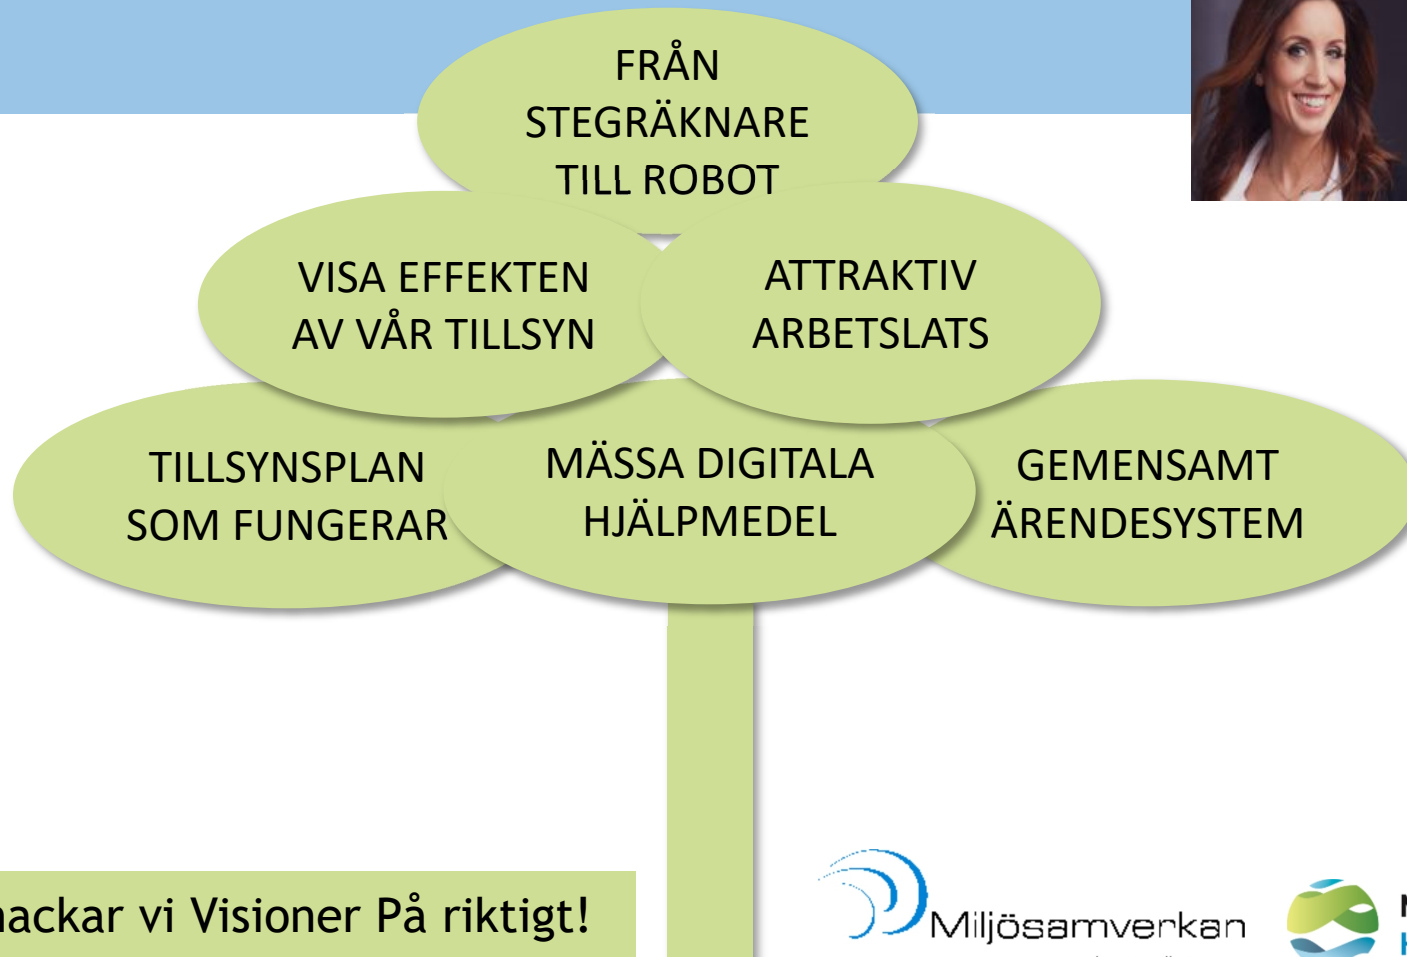 FRÅN
STEGRÄKNARE
TILL ROBOT
VISA EFFEKTEN
AV VÅR TILLSYN
ATTRAKTIV
ARBETSLATS
TILLSYNSPLAN
SOM FUNGERAR
MÄSSA DIGITALA
HJÄLPMEDEL
GEMENSAMT
ÄRENDESYSTEM
ackar vi Visioner På riktigt!
Miljösamverkan